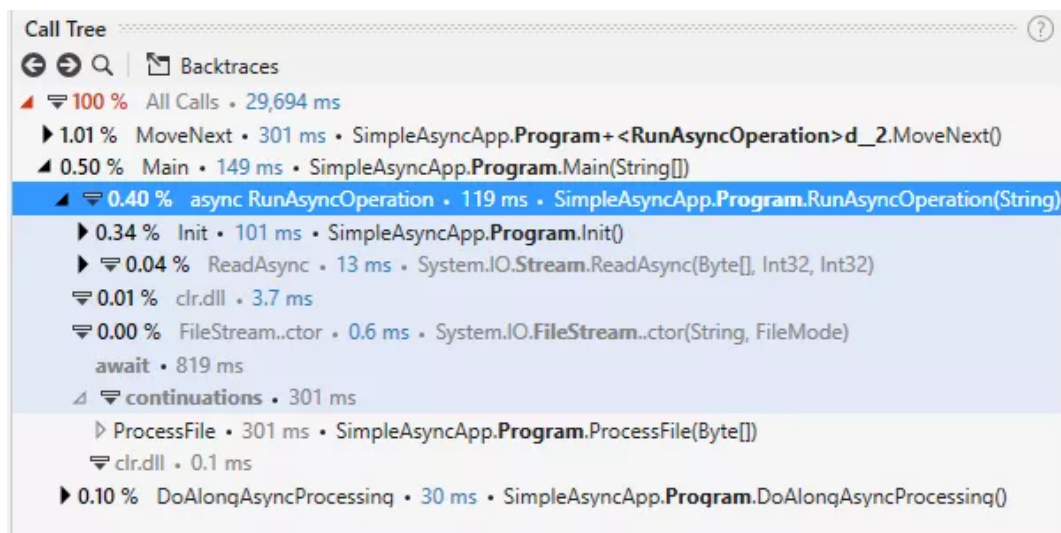 Call Tree ?
Backtraces
100 % All Calls • 29,694 ms
1.01 % MoveNext • 301 ms • SimpleAsyncApp.Program+<RunAsyncOperation>d__2.MoveNext()
0.50 % Main • 149 ms • SimpleAsyncApp.Program.Main(String[])
0.40 % async RunAsyncOperation • 119 ms • SimpleAsyncApp.Program.RunAsyncOperation(String)
0.34 % Init • 101 ms • SimpleAsyncApp.Program.Init()
0.04 % ReadAsync • 13 ms • System.IO.Stream.ReadAsync(Byte[], Int32, Int32)
0.01 % clr.dll • 3.7 ms
0.00 % FileStream..ctor • 0.6 ms • System.IO.FileStream..ctor(String, FileMode)
await • 819 ms
continuations • 301 ms
ProcessFile • 301 ms • SimpleAsyncApp.Program.ProcessFile(Byte[])
clr.dll • 0.1 ms
0.10 % DoAlongAsyncProcessing • 30 ms • SimpleAsyncApp.Program.DoAlongAsyncProcessing()